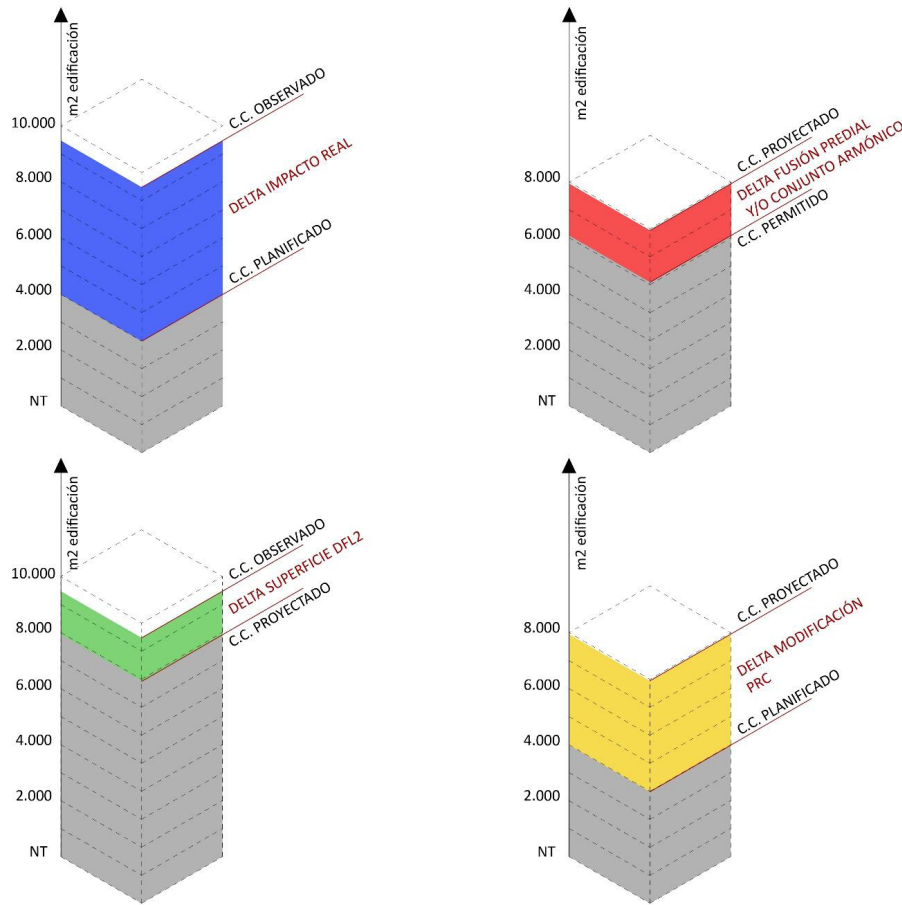 m2 edificación
10.000
8.000
6.000
4.000
2.000
NT
C.C. OBSERVADO
DELTA IMPACTO REAL
C.C. PLANIFICADO
m2 edificación
8.000
6.000
4.000
2.000
NT
C.C. PROYECTADO
DELTA FUSIÓN PREDIAL
Y/O CONJUNTO ARMÓNICO
C.C. PERMITIDO
m2 edificación
10.000
8.000
6.000
4.000
2.000
NT
C.C. OBSERVADO
DELTA SUPERFICIE DFL2
C.C. PROYECTADO
m2 edificación
8.000
6.000
4.000
2.000
NT
C.C. PROYECTADO
DELTA MODIFICACIÓN
PRC
C.C. PLANIFICADO